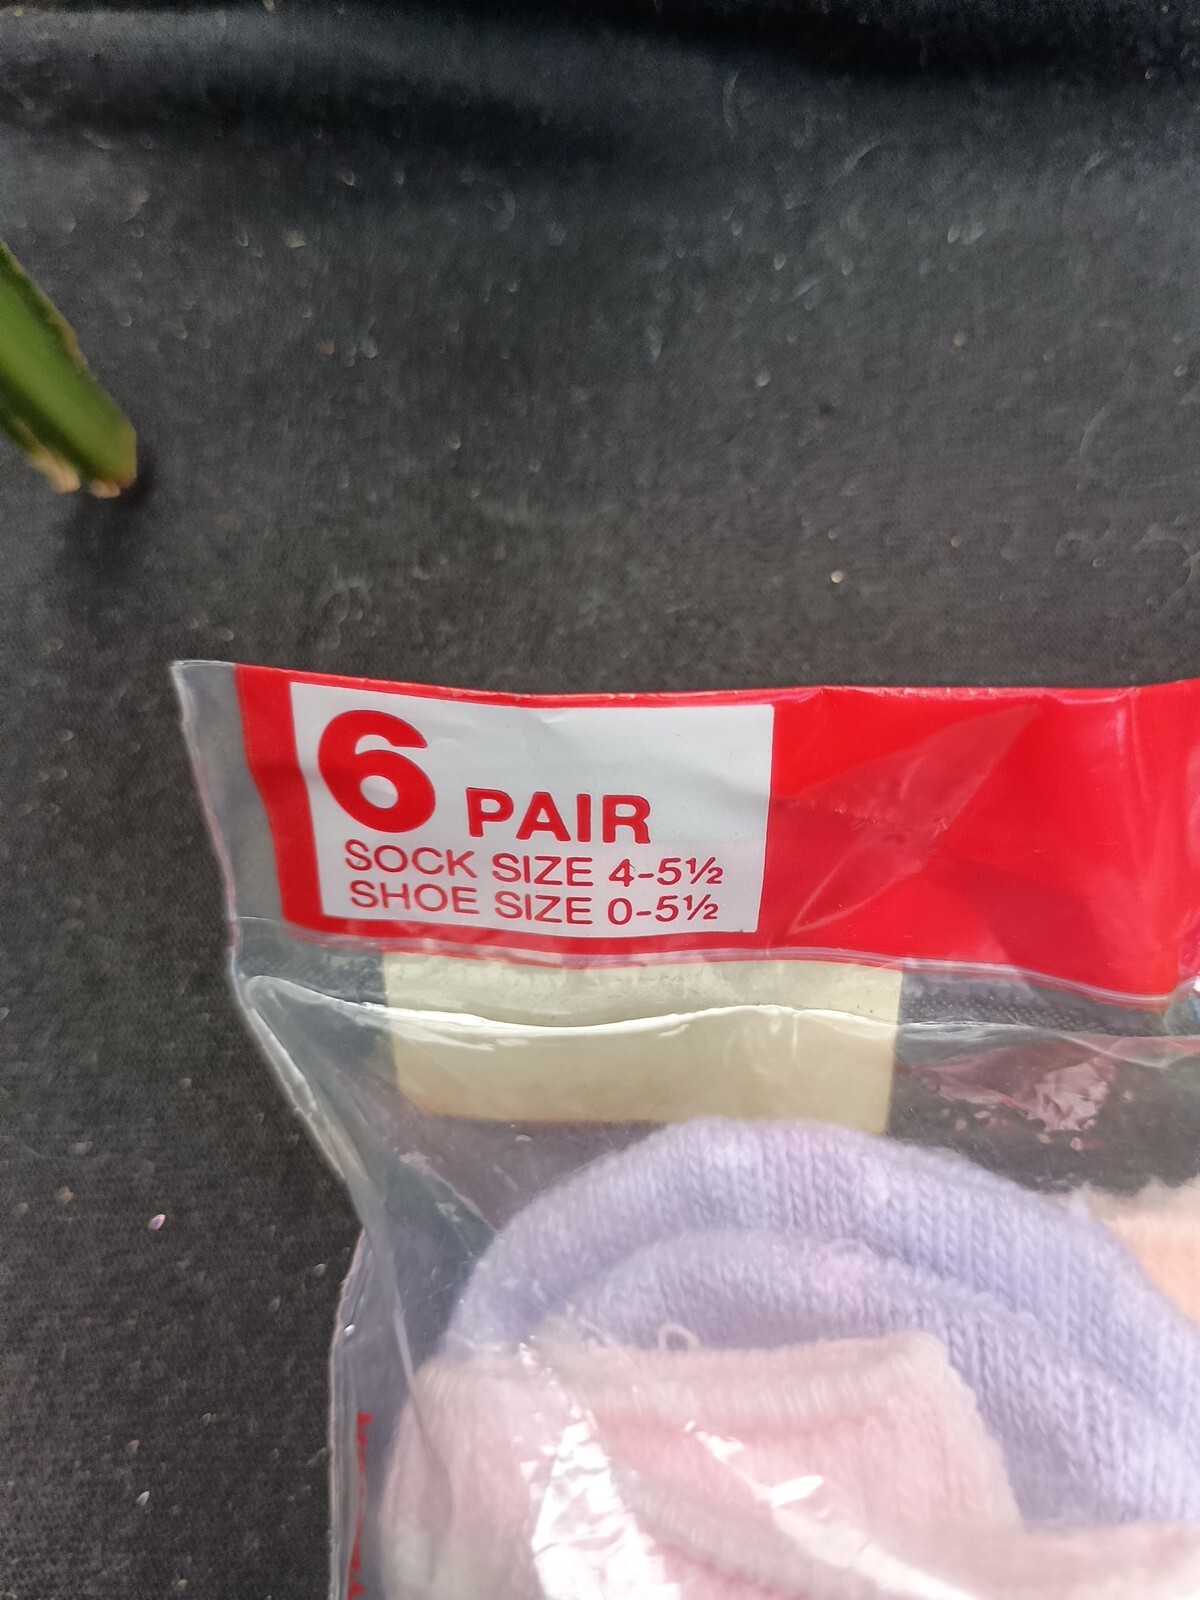 6 PAIR
SOCK SIZE 4-5½
SHOE SIZE 0-5½